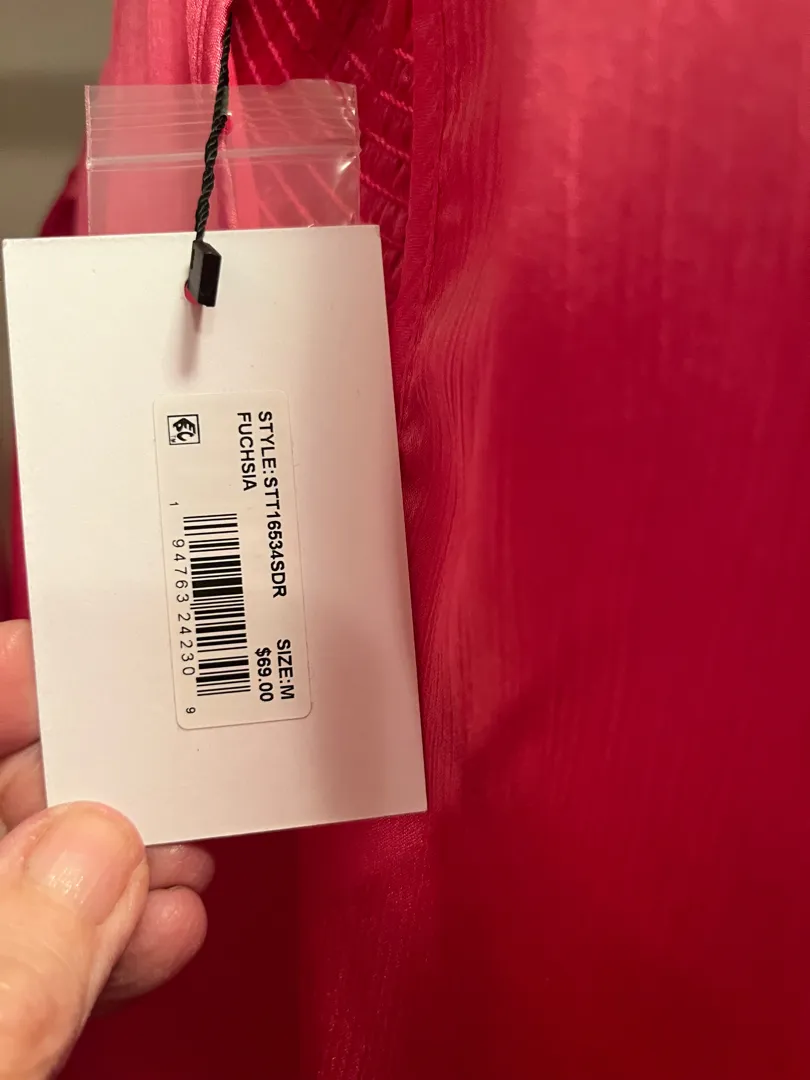 STYLE: STT16534SDR SIZE:M
FUCHSIA $69.00
1 94763 24230 9